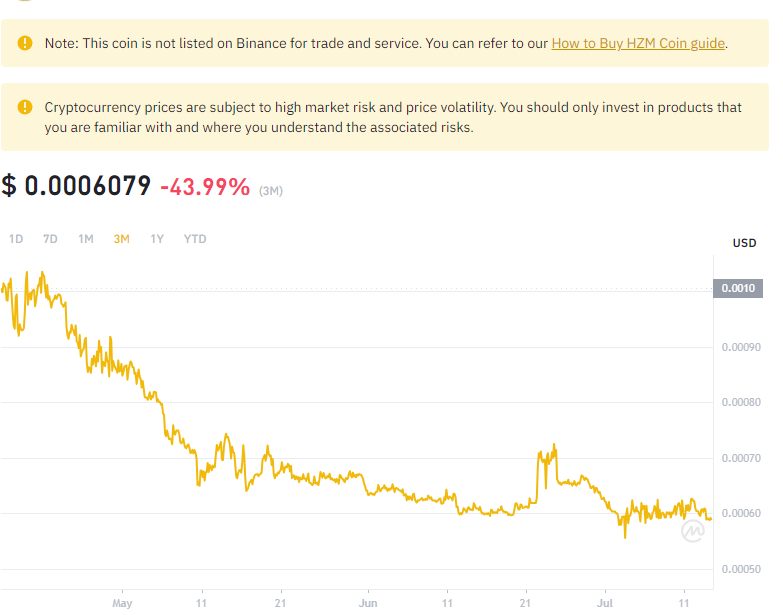 Note: This coin is not listed on Binance for trade and service. You can refer to our How to Buy HZM Coin guide.
Cryptocurrency prices are subject to high market risk and price volatility. You should only invest in products that
you are familiar with and where you understand the associated risks.
$ 0.0006079 -43.99% (3M)
1D 7D 1M 3M 1Y YTD
USD
0.0010
0.00090
0.00080
0.00070
0.00060
0.00050
May 11 21 Jun 11 21 Jul 11